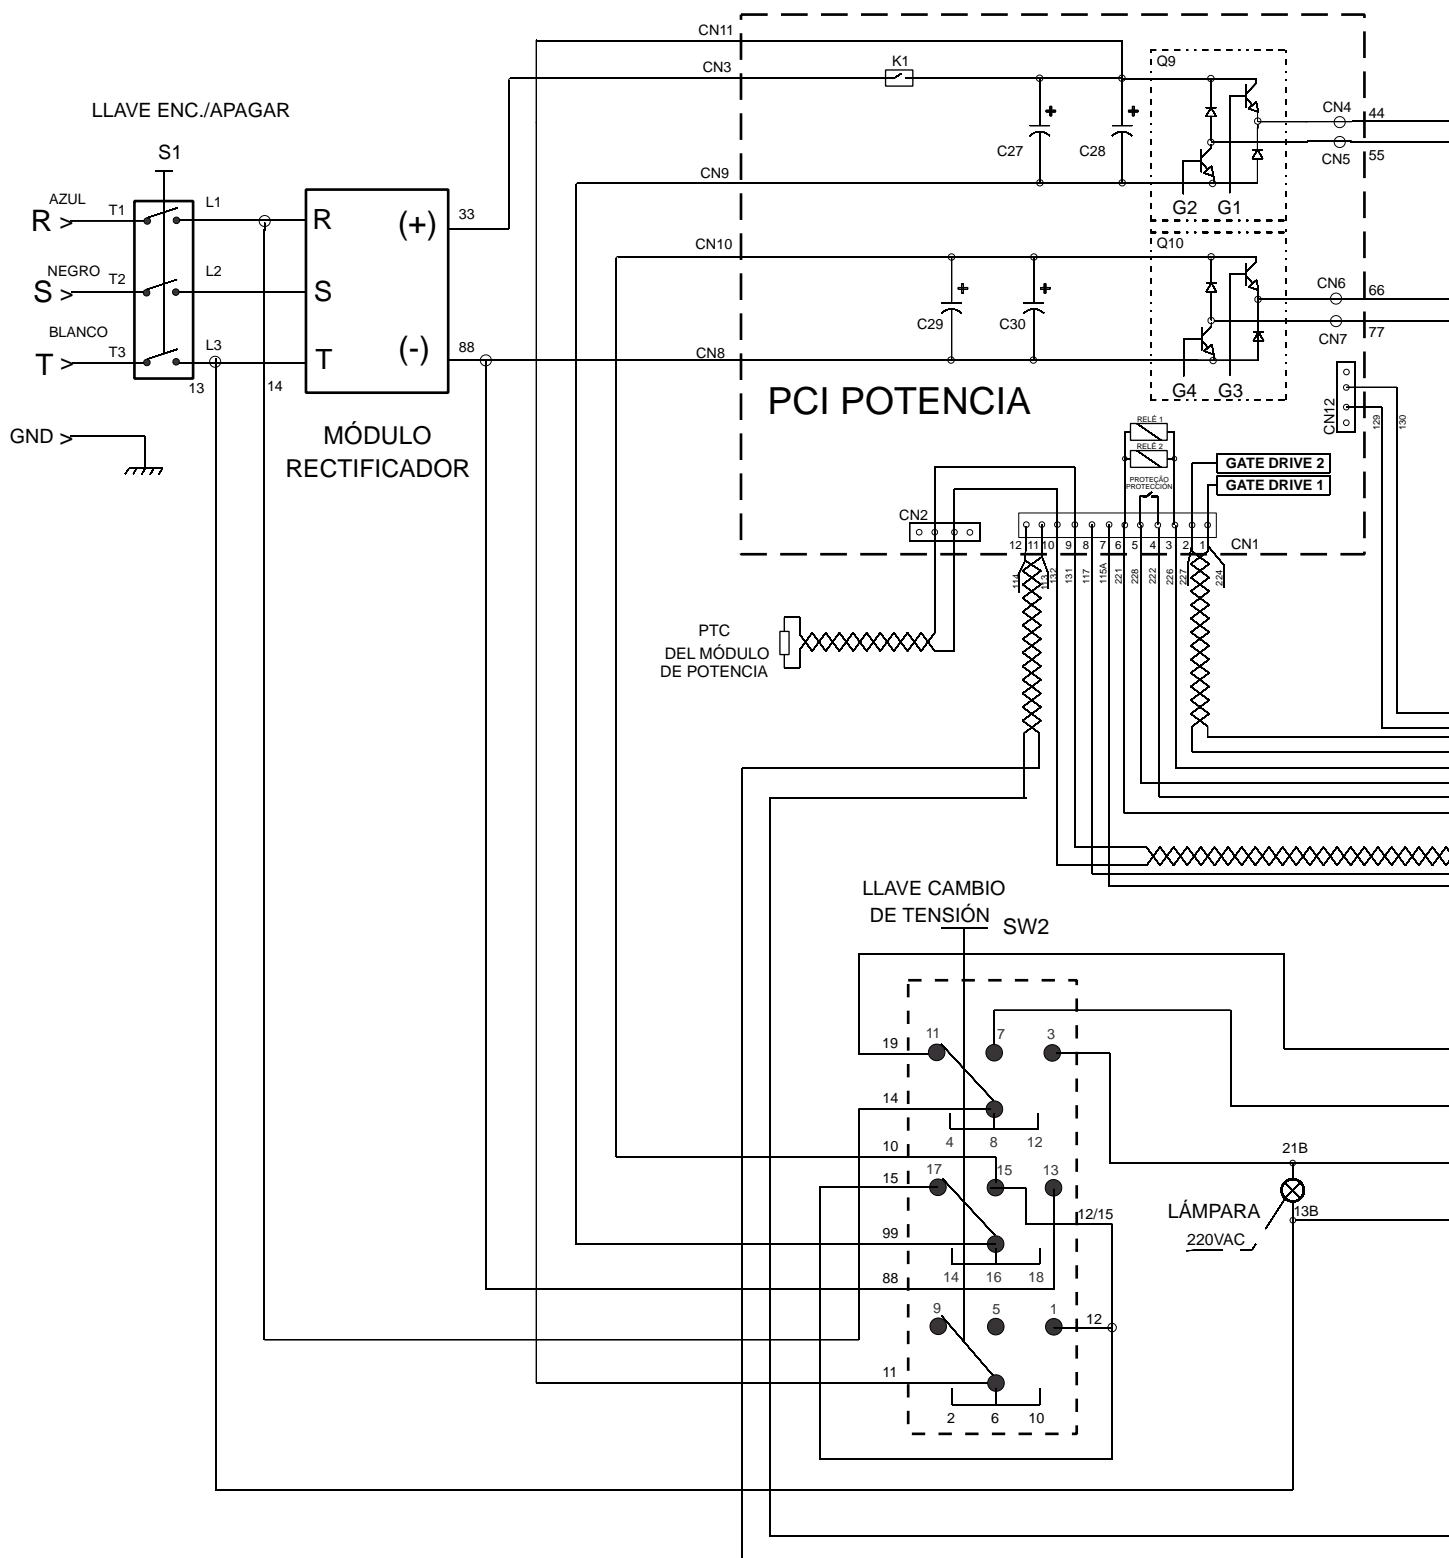 CN11
CN3
K1
Q9
LLAVE ENC./APAGAR
S1
C27
C28
CN4
44
CN5
55
CN9
G2
G1
AZUL
R >
T1
L1
R
(+)
33
CN10
Q10
NEGRO
S >
T2
L2
S
C29
C30
CN6
66
CN7
77
BLANCO
T >
T3
L3
T
(-)
88
CN8
13
14
G4
G3
PCI POTENCIA
CN12
129
130
GND >
MÓDULO
RECTIFICADOR
RELÉ 1
RELÉ 2
PROTEÇÃO
PROTECCIÓN
GATE DRIVE 2
GATE DRIVE 1
CN2
12 11 10 9 8 7 6 5 4 3 2 1
CN1
114 113 132 131 117 115A 221 228 222 226 227 224
PTC
DEL MÓDULO
DE POTENCIA
LLAVE CAMBIO
DE TENSIÓN
SW2
19
11
7
3
14
4
8
12
10
15
17
15
13
12/15
99
14
16
18
88
9
5
1
12
11
2
6
10
21B
LÁMPARA
220VAC
13B